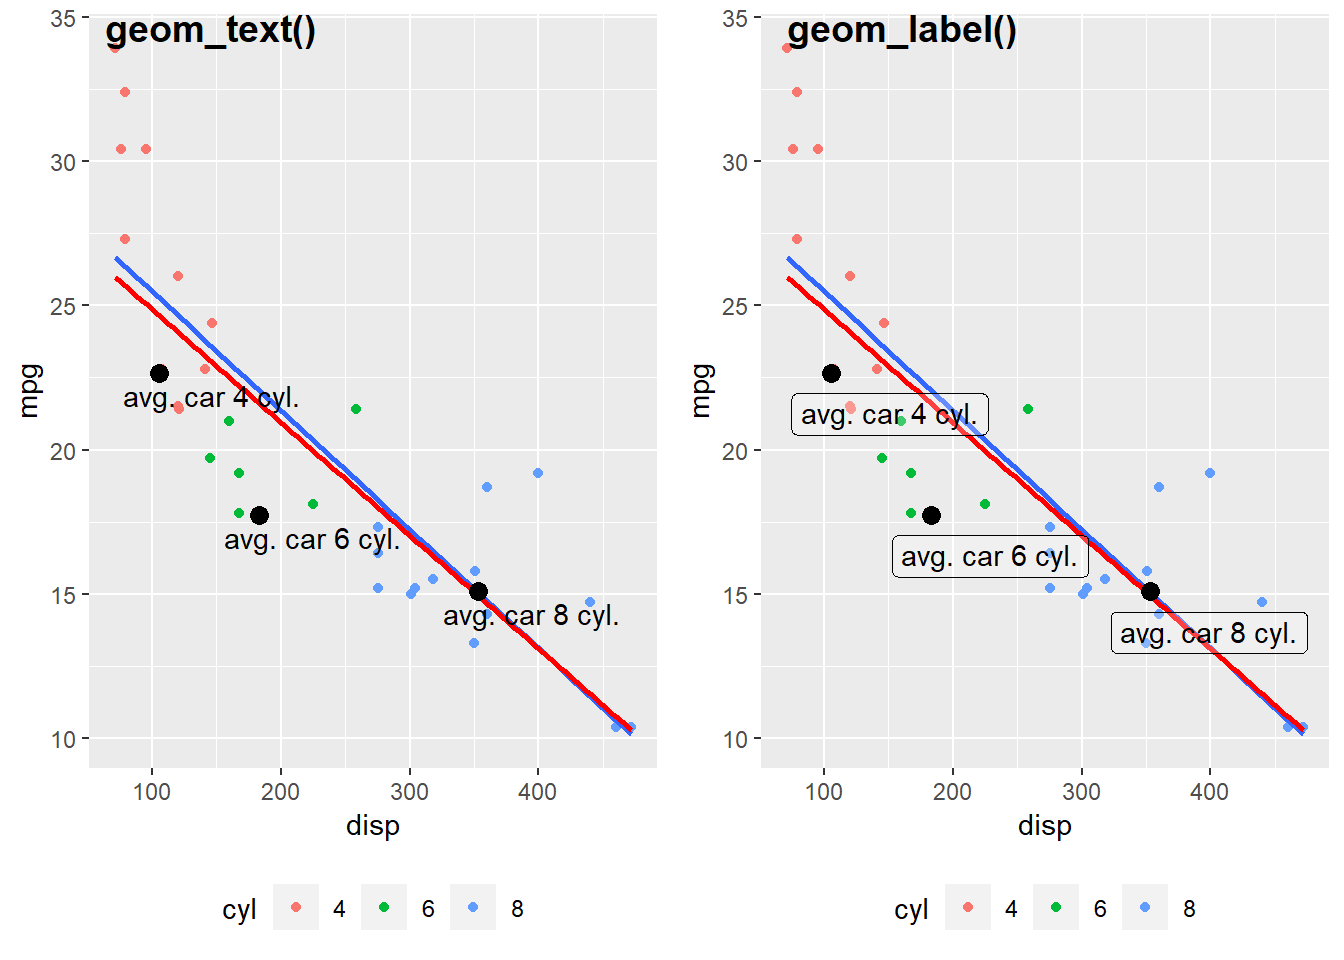 geom_text()
35
30
25
20
15
10
mpg
avg. car 4 cyl.
avg. car 6 cyl.
avg. car 8 cyl.
100 200 300 400
disp
cyl 4 6 8
geom_label()
35
30
25
20
15
10
mpg
avg. car 4 cyl.
avg. car 6 cyl.
avg. car 8 cyl.
100 200 300 400
disp
cyl 4 6 8